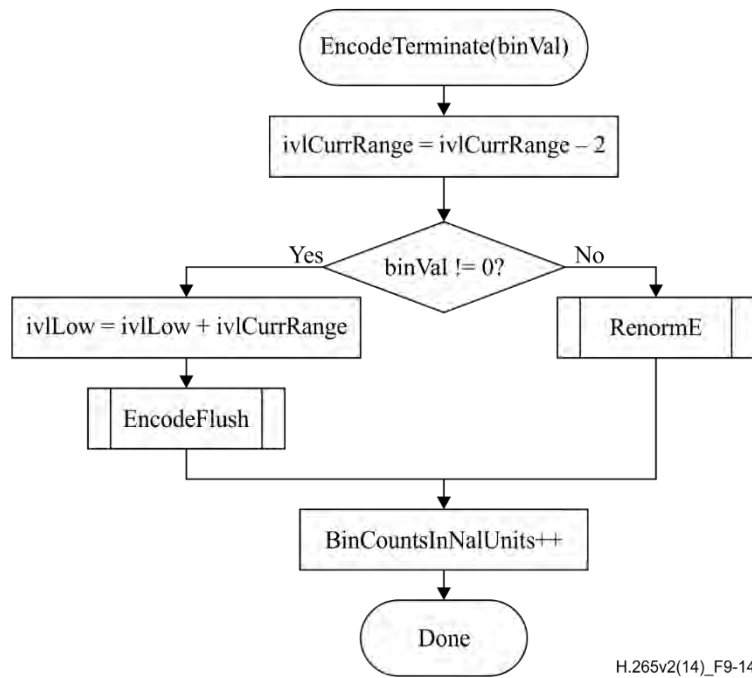 EncodeTerminate(binVal)
ivlCurrRange = ivlCurrRange – 2
binVal != 0?
Yes
No
ivlLow = ivlLow + ivlCurrRange
RenormE
EncodeFlush
BinCountsInNalUnits++
Done
H.265v2(14)_F9-14